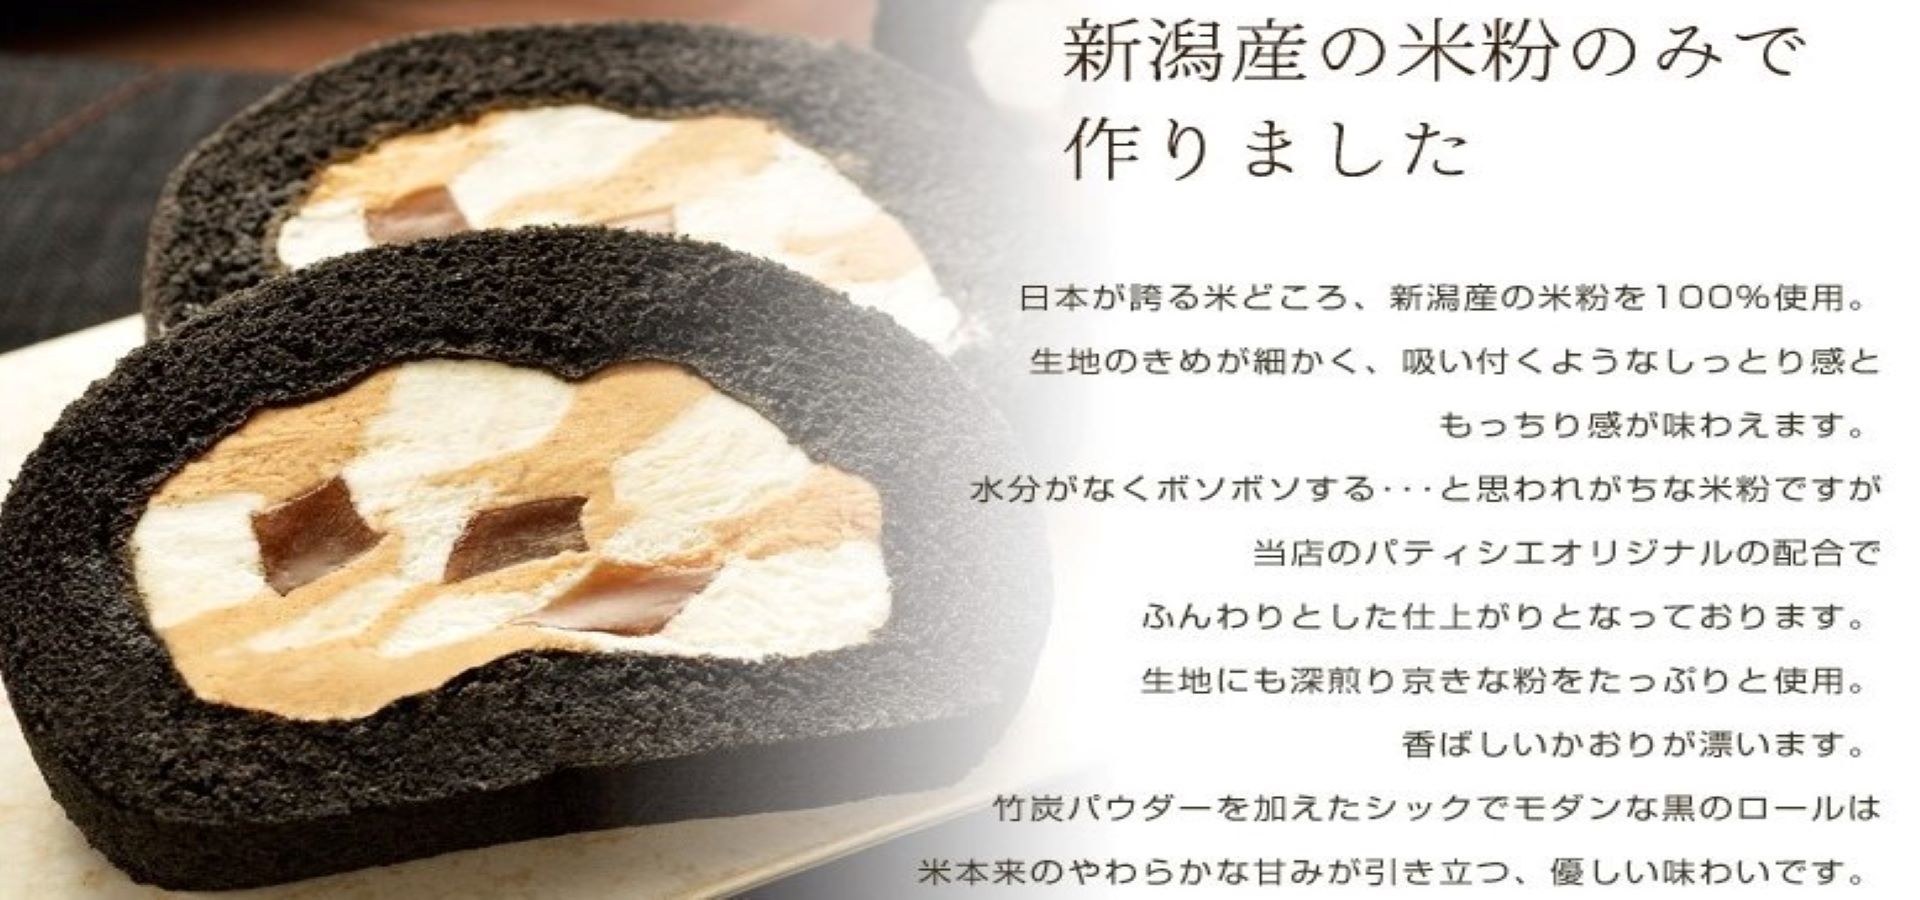 新潟産の米粉のみで
作りました
日本が誇る米どころ、新潟産の米粉を100%使用。
生地のきめが細かく、吸い付くようなしっとり感と
もっちり感が味わえます。
水分がなくボソボソする･･･と思われがちな米粉ですが
当店のパティシエオリジナルの配合で
ふんわりとした仕上がりとなっております。
生地にも深煎り京きな粉をたっぷりと使用。
香ばしいかおりが漂います。
竹炭パウダーを加えたシックでモダンな黒のロールは
米本来のやわらかな甘みが引き立つ、優しい味わいです。